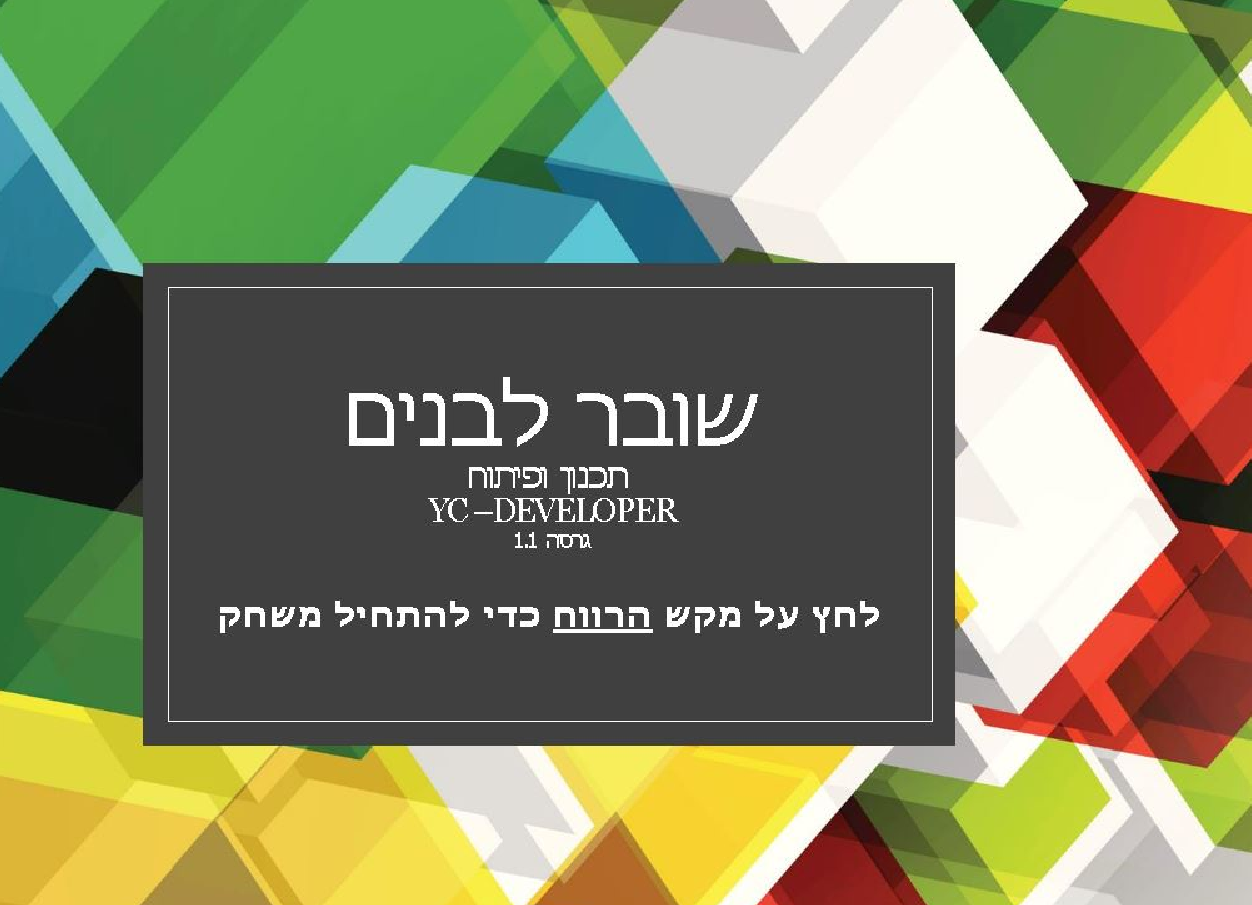 שובר לבנים
תכנון ופיתוח
YC –DEVELOPER
גרסה 1.1
לחץ על מקש הרווח כדי להתחיל משחק